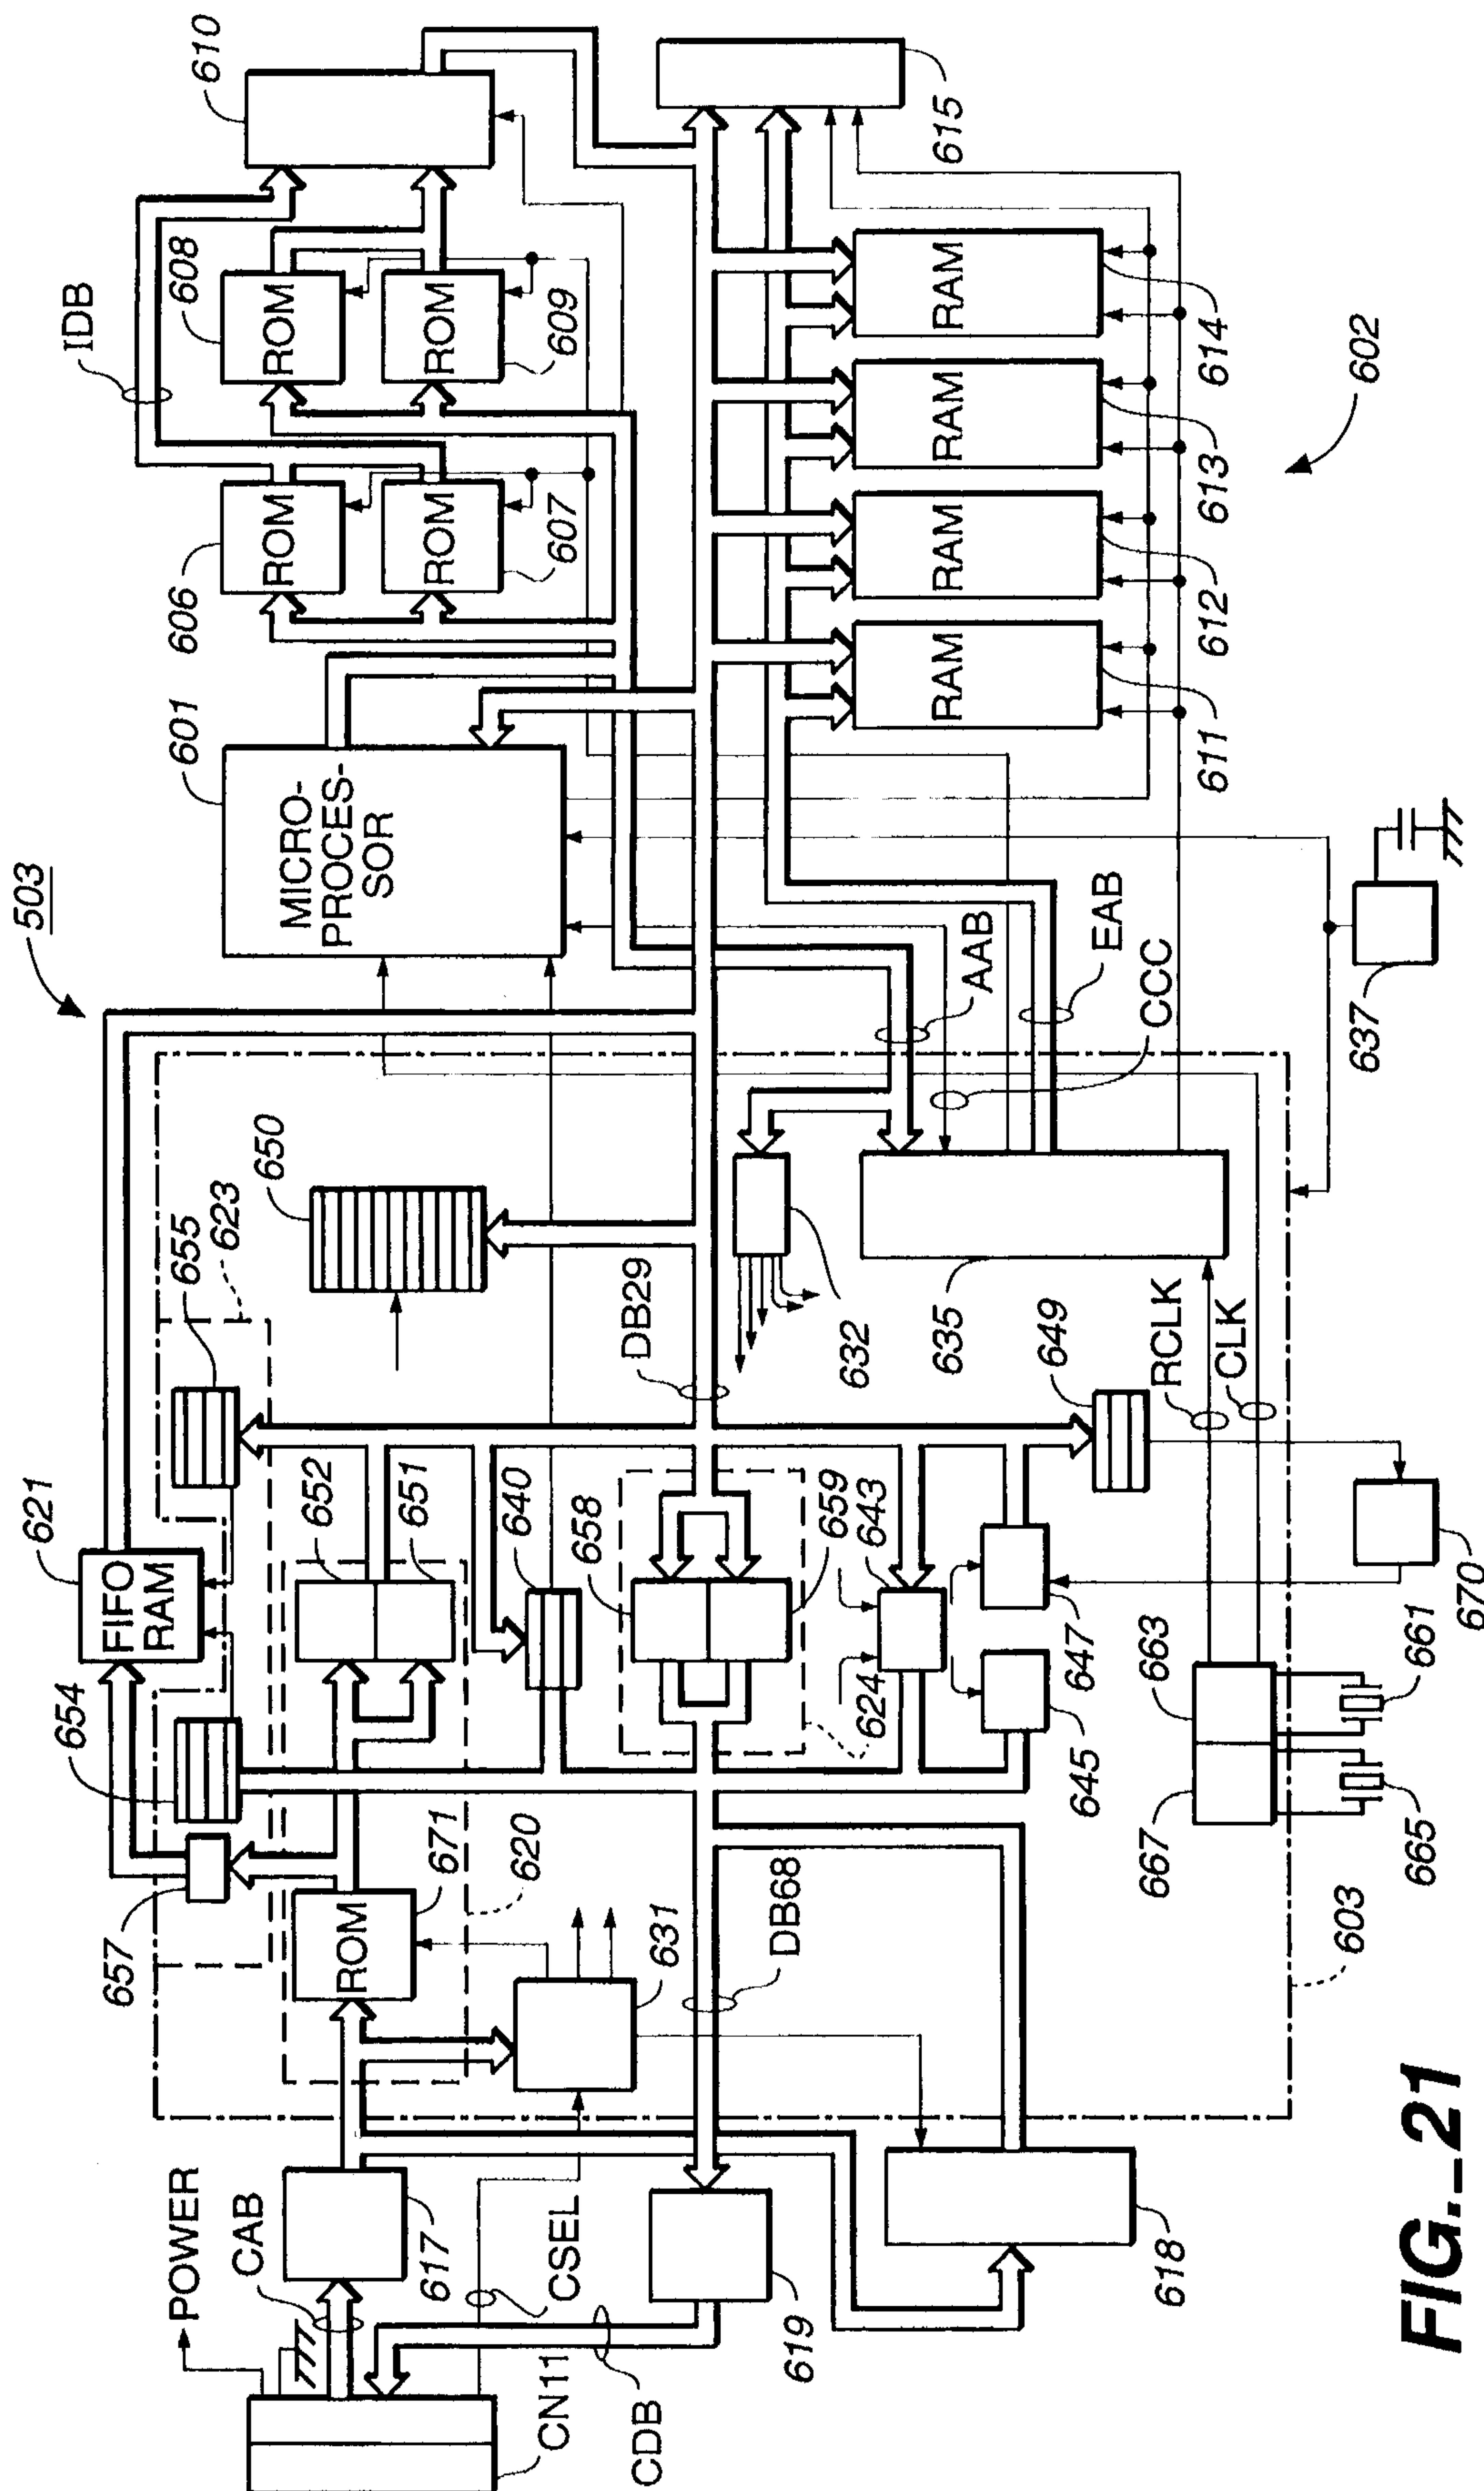 503
610
IDB
608
ROM
ROM
609
606
ROM
ROM
607
601
MICRO-
PROCES-
SOR
615
RAM
614
RAM
613
RAM
612
RAM
611
602
621
FIFO
RAM
655
623
650
654
652
651
640
658
659
643
624
DB29
632
635
AAB
EAB
CCC
637
649
RCLK
CLK
647
645
670
663
661
667
665
603
657
671
ROM
620
631
DB68
POWER
CAB
617
CSEL
CN11
CDB
619
618
FIG._21